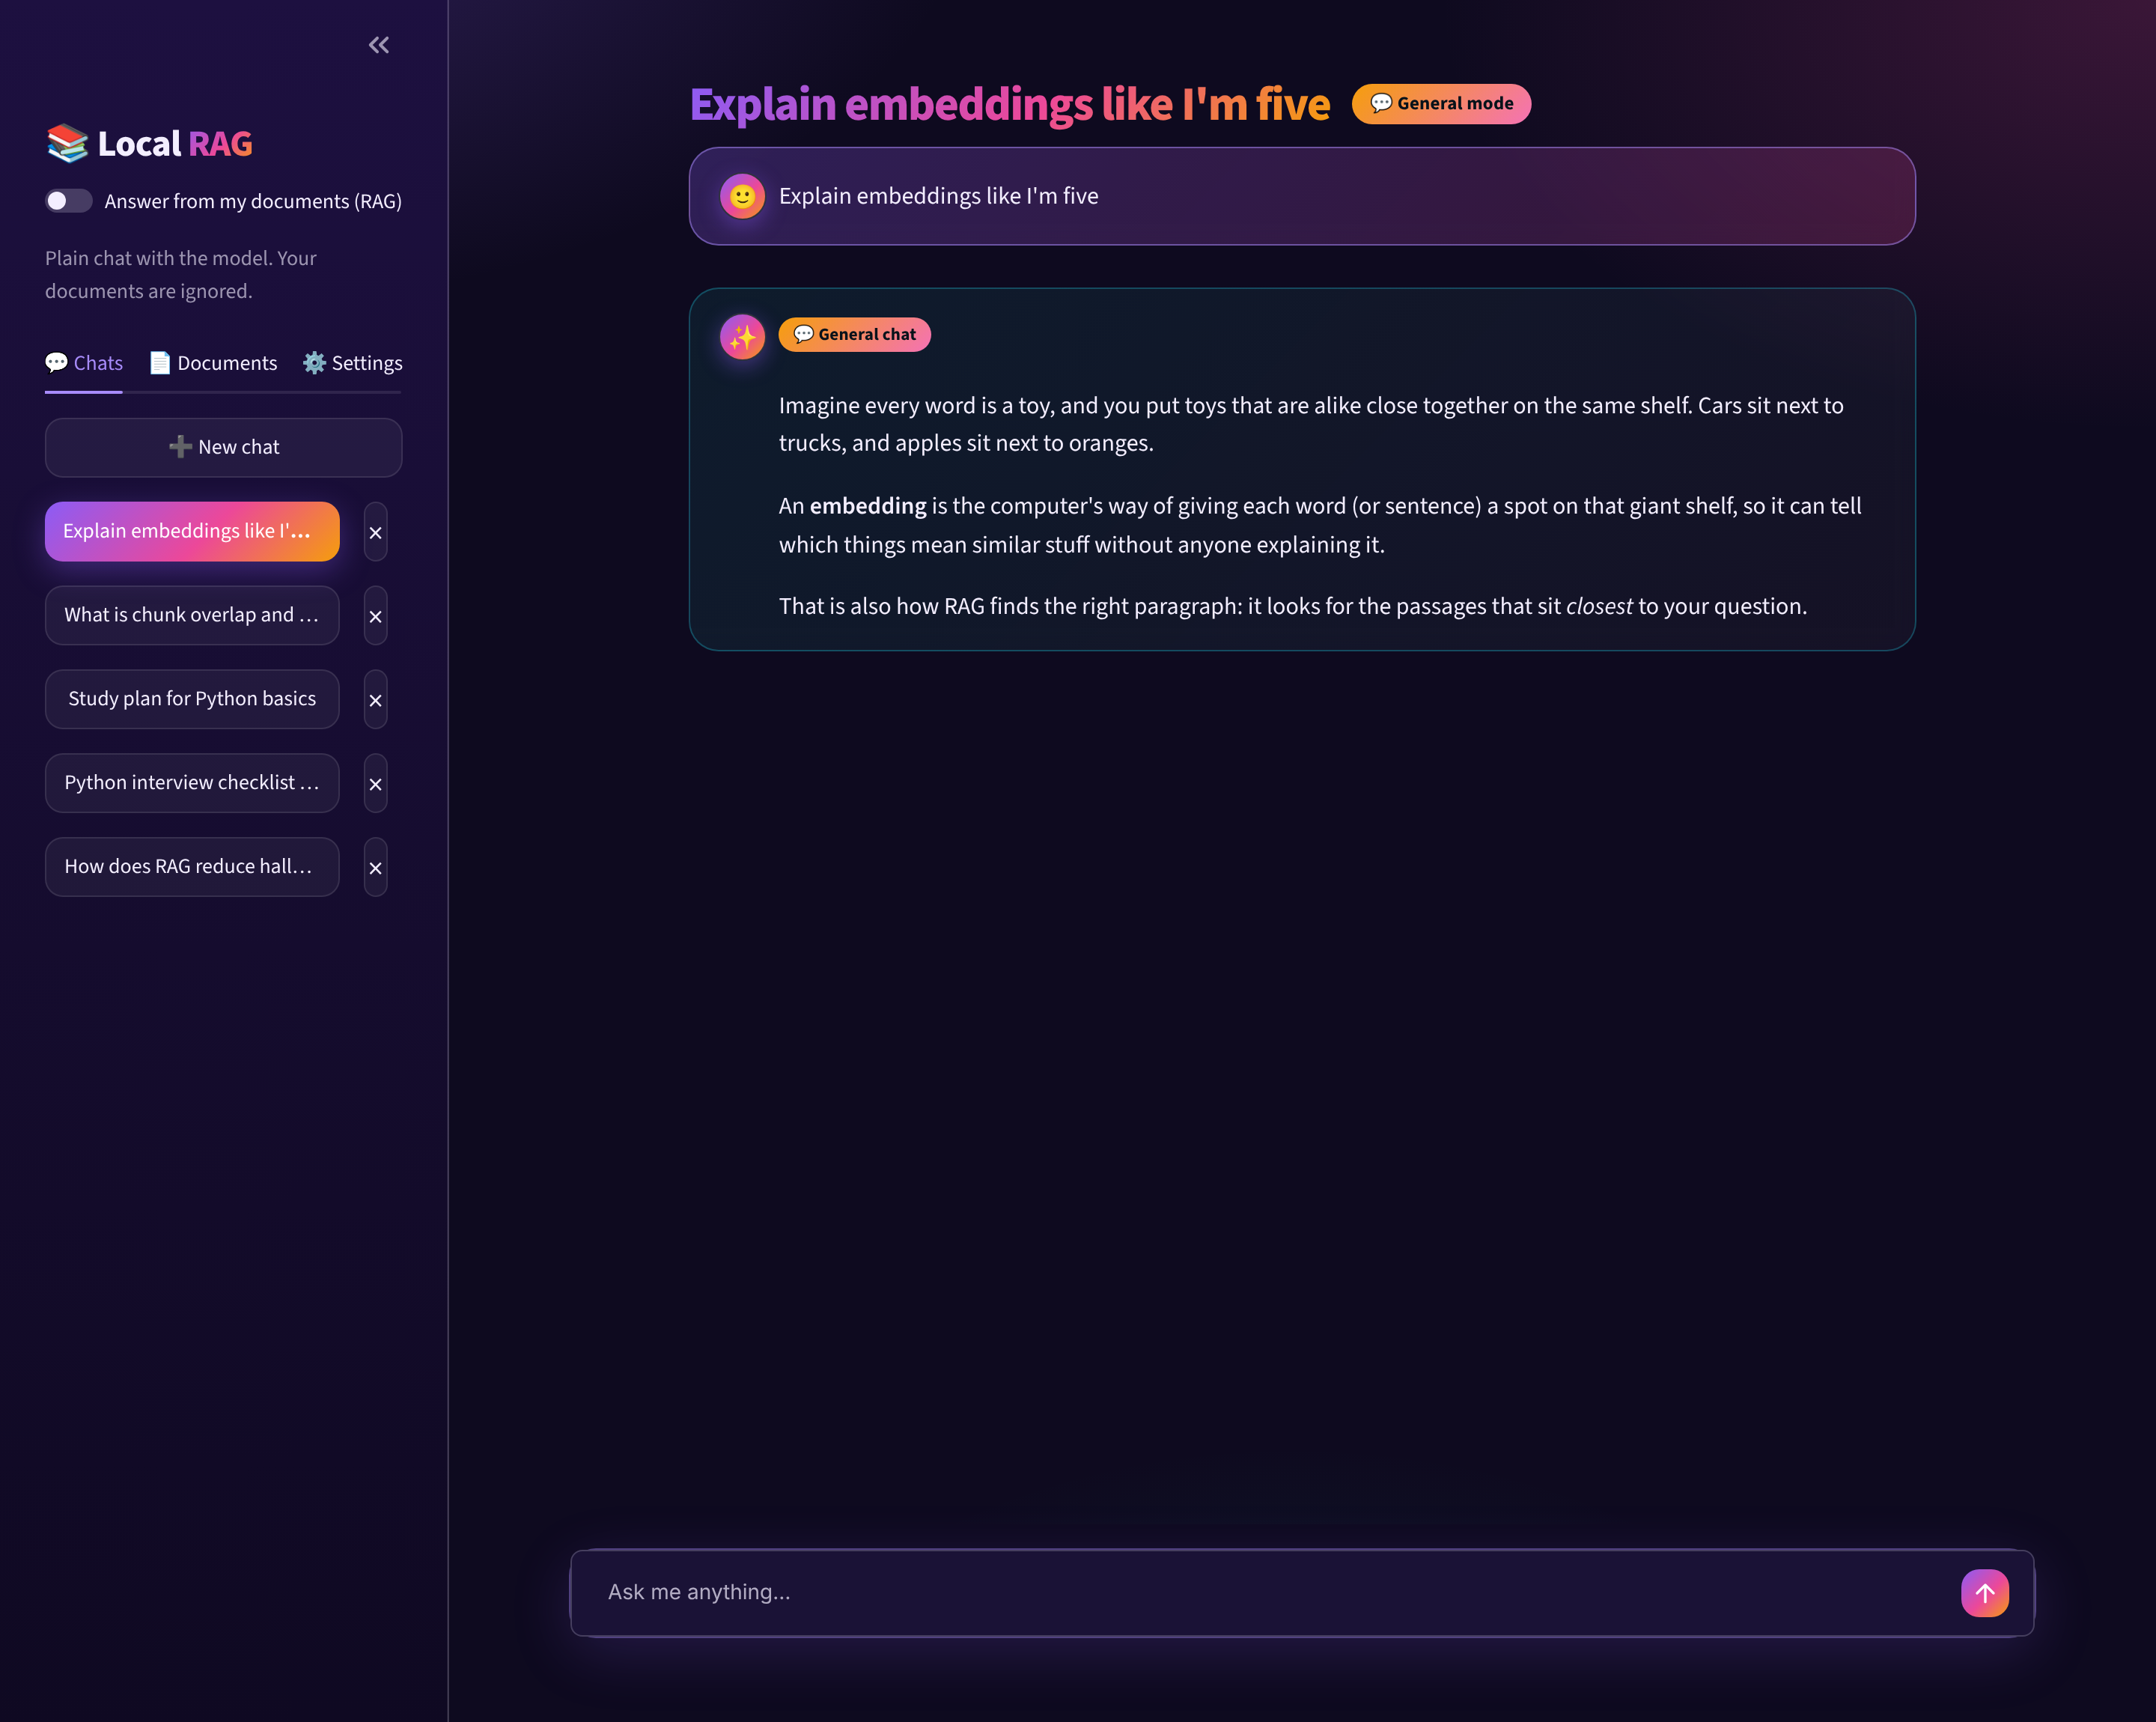 Local RAG
Answer from my documents (RAG)
Plain chat with the model. Your
documents are ignored.
Chats
Documents
Settings
New chat
Explain embeddings like I'...
×
What is chunk overlap and ...
×
Study plan for Python basics
×
Python interview checklist ...
×
How does RAG reduce hall...
×
Explain embeddings like I'm five
General mode
Explain embeddings like I'm five
General chat
Imagine every word is a toy, and you put toys that are alike close together on the same shelf. Cars sit next to
trucks, and apples sit next to oranges.
An embedding is the computer's way of giving each word (or sentence) a spot on that giant shelf, so it can tell
which things mean similar stuff without anyone explaining it.
That is also how RAG finds the right paragraph: it looks for the passages that sit closest to your question.
Ask me anything...